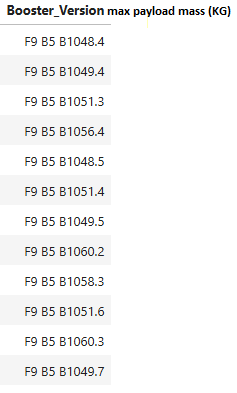 Booster_Version max payload mass (KG)
F9 B5 B1048.4
F9 B5 B1049.4
F9 B5 B1051.3
F9 B5 B1056.4
F9 B5 B1048.5
F9 B5 B1051.4
F9 B5 B1049.5
F9 B5 B1060.2
F9 B5 B1058.3
F9 B5 B1051.6
F9 B5 B1060.3
F9 B5 B1049.7